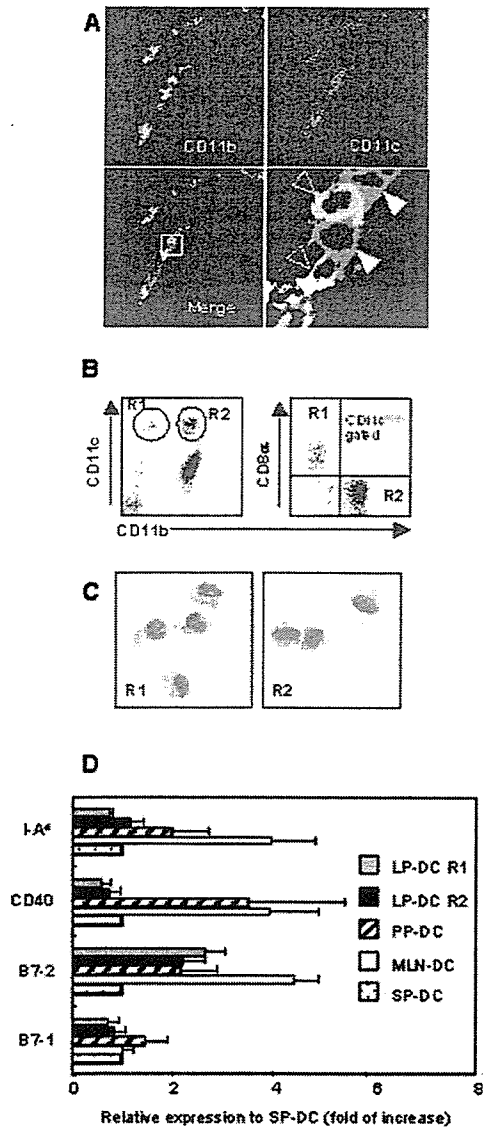 A
CD11b
CD11c
Merge
B
R1
R2
CD11c
CD11b
R1
CD11c gated
CD8α
R2
C
R1
R2
D
CD40
B7-2
B7-1
LP-DC R1
LP-DC R2
PP-DC
MLN-DC
SP-DC
0 2 4 6 8
Relative expression to SP-DC (fold of increase)